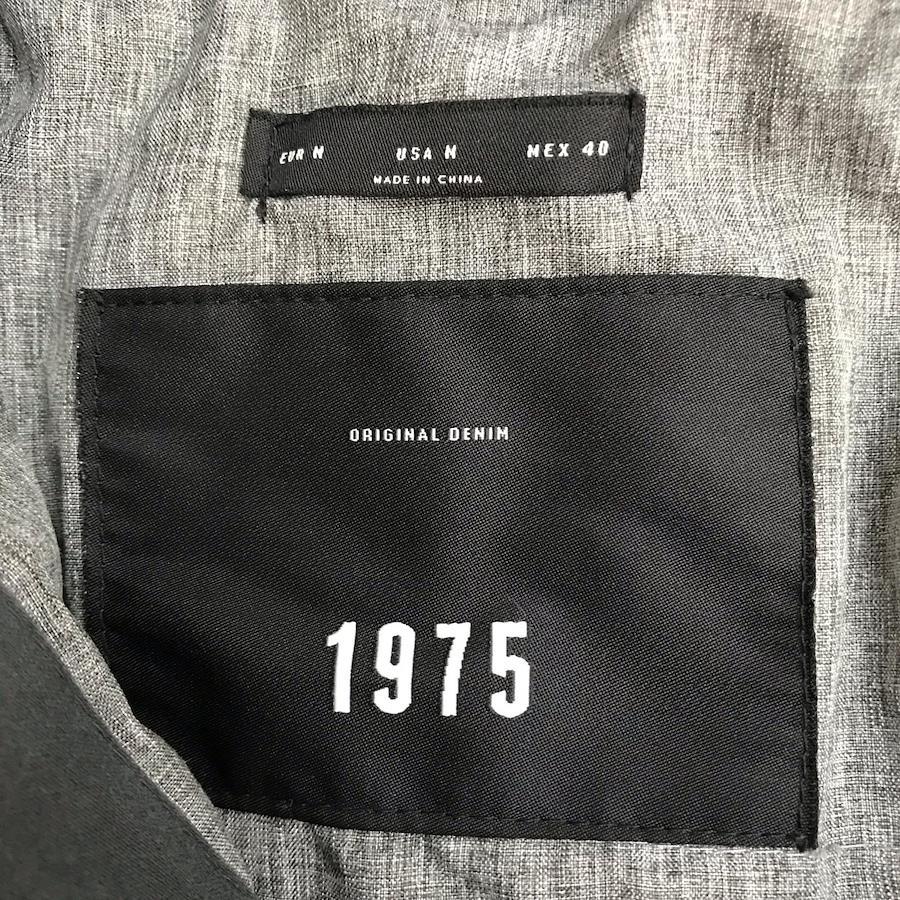 EUR M USA M MEX 40
MADE IN CHINA
ORIGINAL DENIM
1975